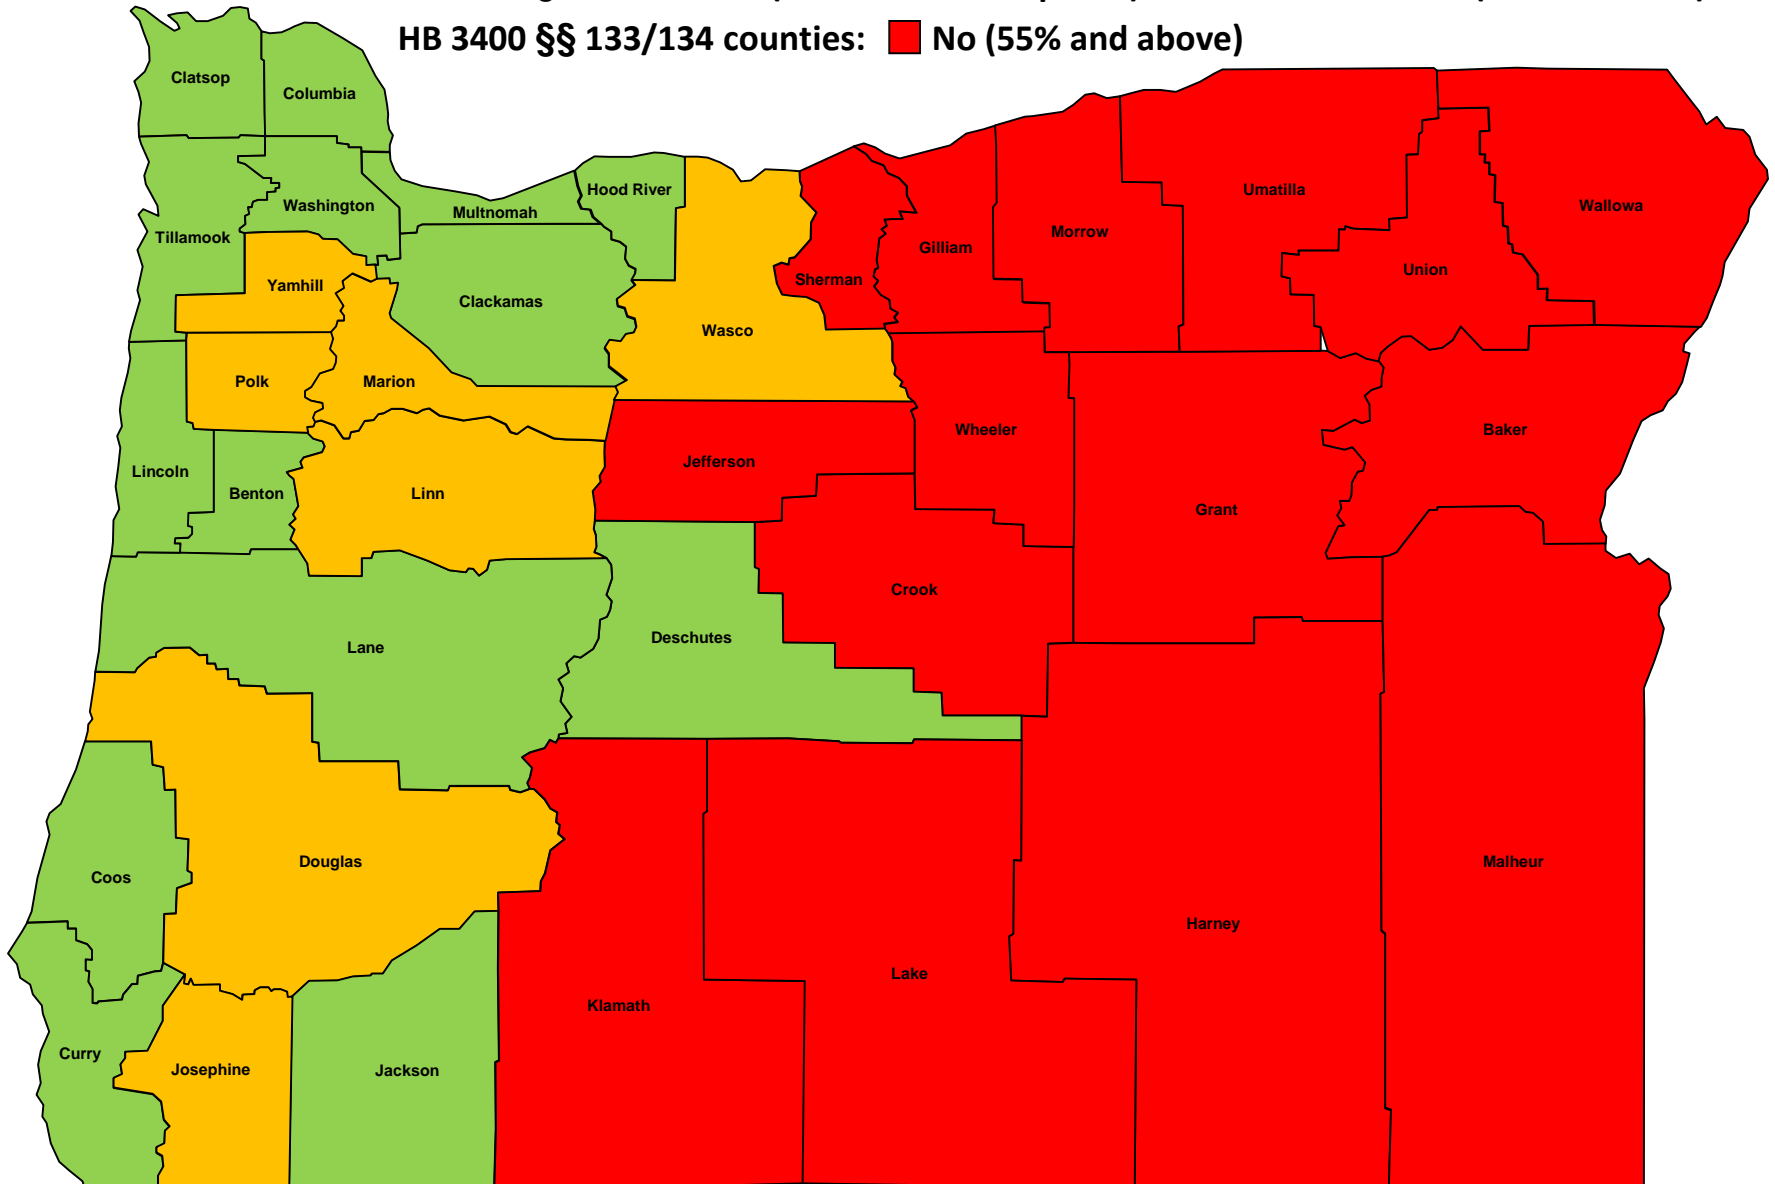 HB 3400 §§ 133/134 counties: No (55% and above)
Clatsop
Columbia
Hood River
Washington
Multnomah
Umatilla
Wallowa
Tillamook
Morrow
Gilliam
Union
Sherman
Yamhill
Clackamas
Wasco
Polk
Marion
Wheeler
Baker
Jefferson
Lincoln
Benton
Linn
Grant
Crook
Deschutes
Lane
Douglas
Malheur
Coos
Harney
Lake
Klamath
Curry
Josephine
Jackson